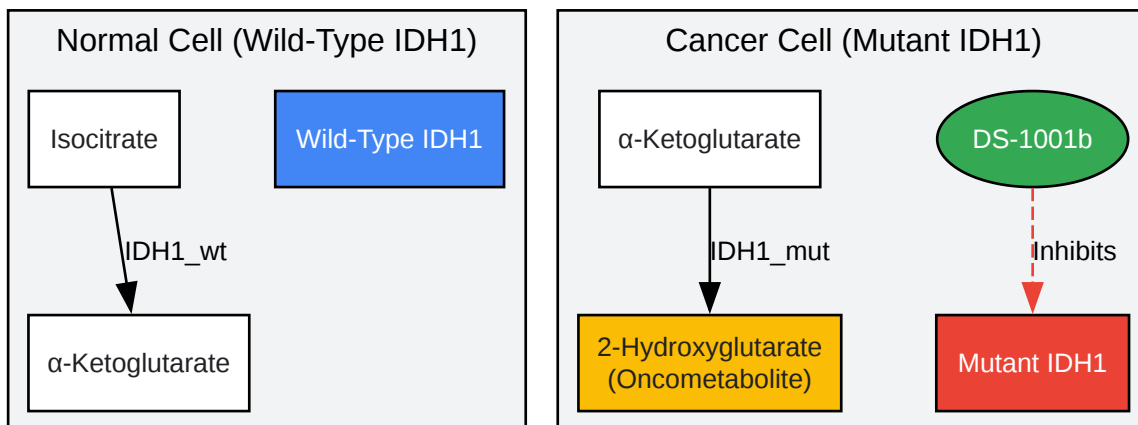 Normal Cell (Wild-Type IDH1)
Isocitrate
Wild-Type IDH1
IDH1_wt
α-Ketoglutarate
Cancer Cell (Mutant IDH1)
α-Ketoglutarate
DS-1001b
IDH1_mut
Inhibits
2-Hydroxyglutarate
(Oncometabolite)
Mutant IDH1